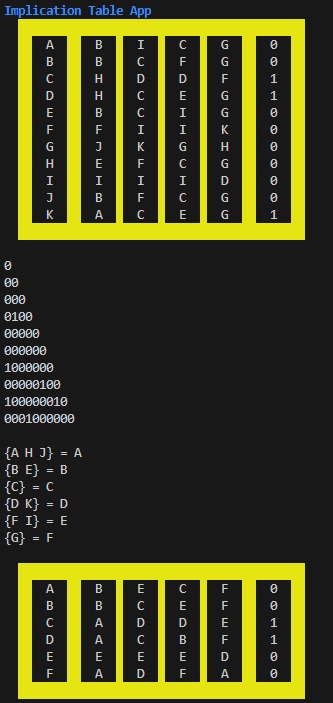 Implication Table App
A B I C G 0
B B C F G 0
C H D D F 1
D H C E G 1
E B C I G 0
F F I I K 0
G J K G H 0
H E F C G 0
I I I I D 0
J B F C G 0
K A C E G 1
0
00
000
0100
00000
000000
1000000
00000100
100000010
0001000000
{A H J} = A
{B E} = B
{C} = C
{D K} = D
{F I} = E
{G} = F
A B E C F 0
B B C E F 0
C A D D E 1
D A C B F 1
E E E E D 0
F A D F A 0